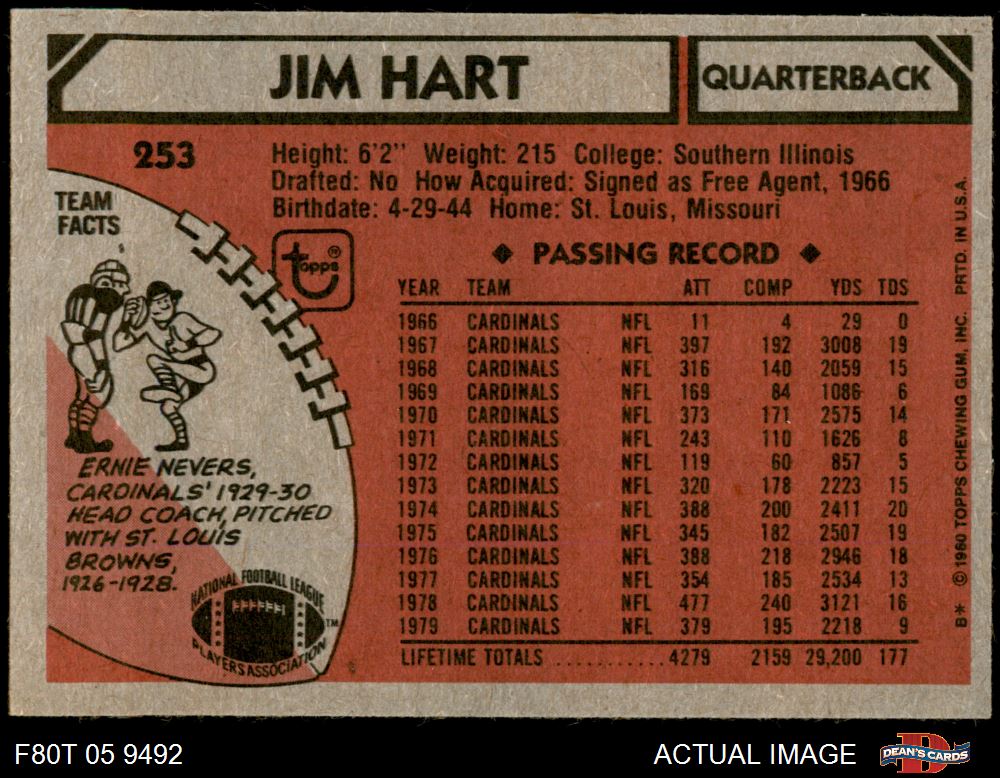 JIM HART
QUARTERBACK
253
Height: 6'2" Weight: 215 College: Southern Illinois
Drafted: No How Acquired: Signed as Free Agent, 1966
Birthdate: 4-29-44 Home: St. Louis, Missouri
TEAM
FACTS
topps®
◆ PASSING RECORD ◆
YEAR TEAM ATT COMP YDS TDS
1966 CARDINALS NFL 11 4 29 0
1967 CARDINALS NFL 397 192 3008 19
1968 CARDINALS NFL 316 140 2059 15
1969 CARDINALS NFL 169 84 1086 6
1970 CARDINALS NFL 373 171 2575 14
1971 CARDINALS NFL 243 110 1626 8
1972 CARDINALS NFL 119 60 857 5
1973 CARDINALS NFL 320 178 2223 15
1974 CARDINALS NFL 388 200 2411 20
1975 CARDINALS NFL 345 182 2507 19
1976 CARDINALS NFL 388 218 2946 18
1977 CARDINALS NFL 354 185 2534 13
1978 CARDINALS NFL 477 240 3121 16
1979 CARDINALS NFL 379 195 2218 9
LIFETIME TOTALS ........... 4279 2159 29,200 177
ERNIE NEVERS,
CARDINALS' 1929-30
HEAD COACH, PITCHED
WITH ST. LOUIS
BROWNS,
1926-1928.
NATIONAL FOOTBALL LEAGUE
PLAYERS ASSOCIATION
TM
B* © 1980 TOPPS CHEWING GUM, INC. PRTD. IN U.S.A.
F80T 05 9492
ACTUAL IMAGE
DEAN'S CARDS